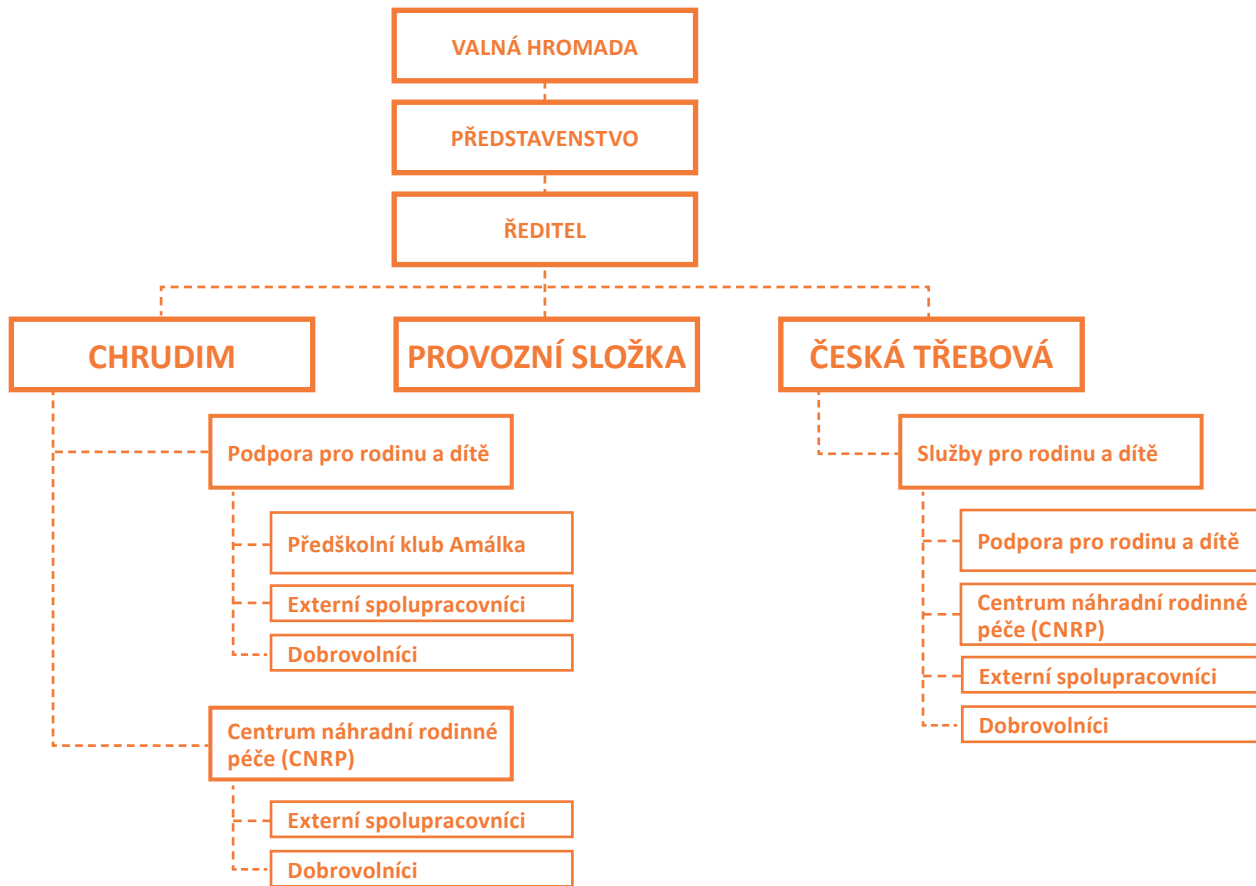 VALNÁ HROMADA
PŘEDSTAVENSTVO
ŘEDITEL
CHRUDIM
PROVOZNÍ SLOŽKA
ČESKÁ TŘEBOVÁ
Podpora pro rodinu a dítě
Předškolní klub Amálka
Externí spolupracovníci
Dobrovolníci
Centrum náhradní rodinné
péče (CNRP)
Externí spolupracovníci
Dobrovolníci
Služby pro rodinu a dítě
Podpora pro rodinu a dítě
Centrum náhradní rodinné
péče (CNRP)
Externí spolupracovníci
Dobrovolníci